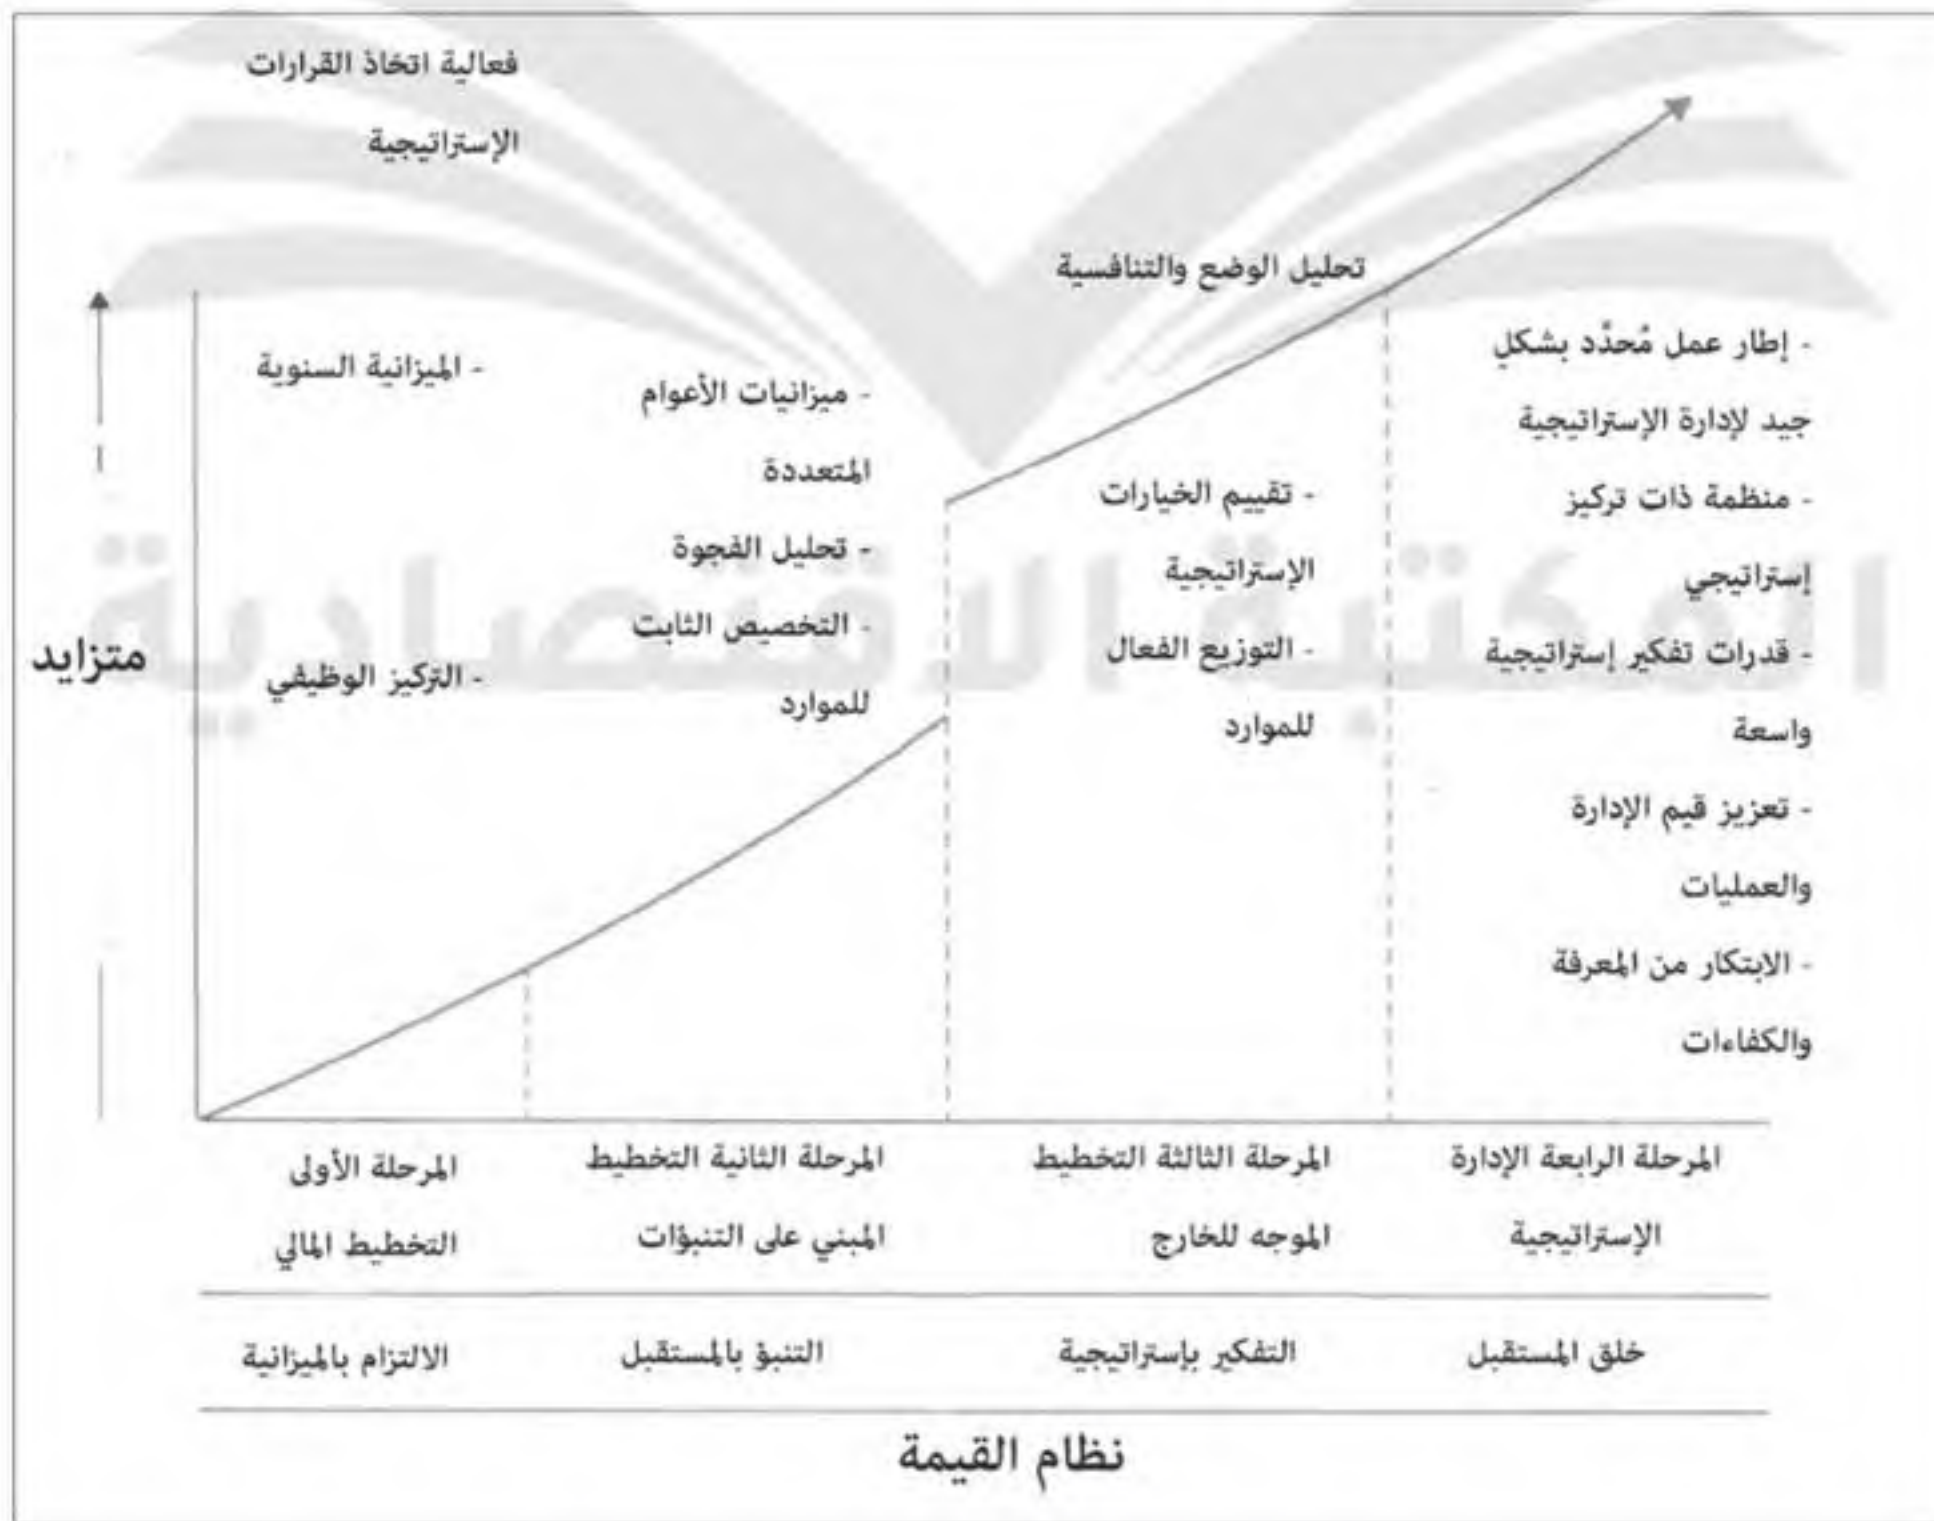 فعالية اتخاذ القرارات
الإستراتيجية
متزايد
- الميزانية السنوية
- التركيز الوظيفي
- ميزانيات الأعوام
المتعددة
- تحليل الفجوة
- التخصيص الثابت
للموارد
تحليل الوضع والتنافسية
- تقييم الخيارات
الإستراتيجية
- التوزيع الفعال
للموارد
- إطار عمل مُحدَّد بشكل
جيد لإدارة الإستراتيجية
- منظمة ذات تركيز
إستراتيجي
- قدرات تفكير إستراتيجية
واسعة
- تعزيز قيم الإدارة
والعمليات
- الابتكار من المعرفة
والكفاءات
المرحلة الأولى
التخطيط المالي
المرحلة الثانية التخطيط
المبني على التنبؤات
المرحلة الثالثة التخطيط
الموجه للخارج
المرحلة الرابعة الإدارة
الإستراتيجية
الالتزام بالميزانية
التنبؤ بالمستقبل
التفكير بإستراتيجية
خلق المستقبل
نظام القيمة
المكتبة الاقتصادية